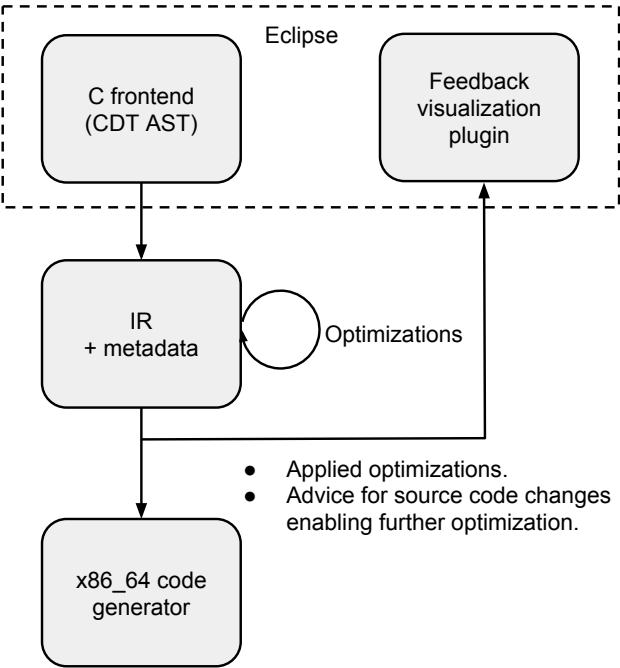 Eclipse
C frontend
(CDT AST)
Feedback
visualization
plugin
IR
+ metadata
Optimizations
● Applied optimizations.
● Advice for source code changes
enabling further optimization.
x86_64 code
generator